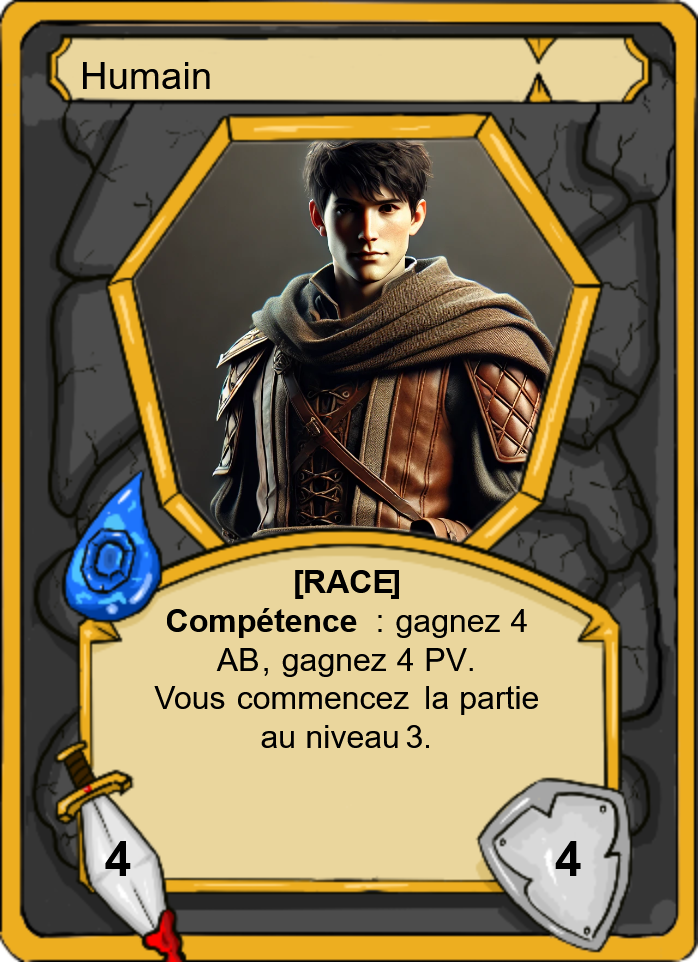 Humain
[RACE]
Compétence : gagnez 4
AB, gagnez 4 PV.
Vous commencez la partie
au niveau 3.
4
4